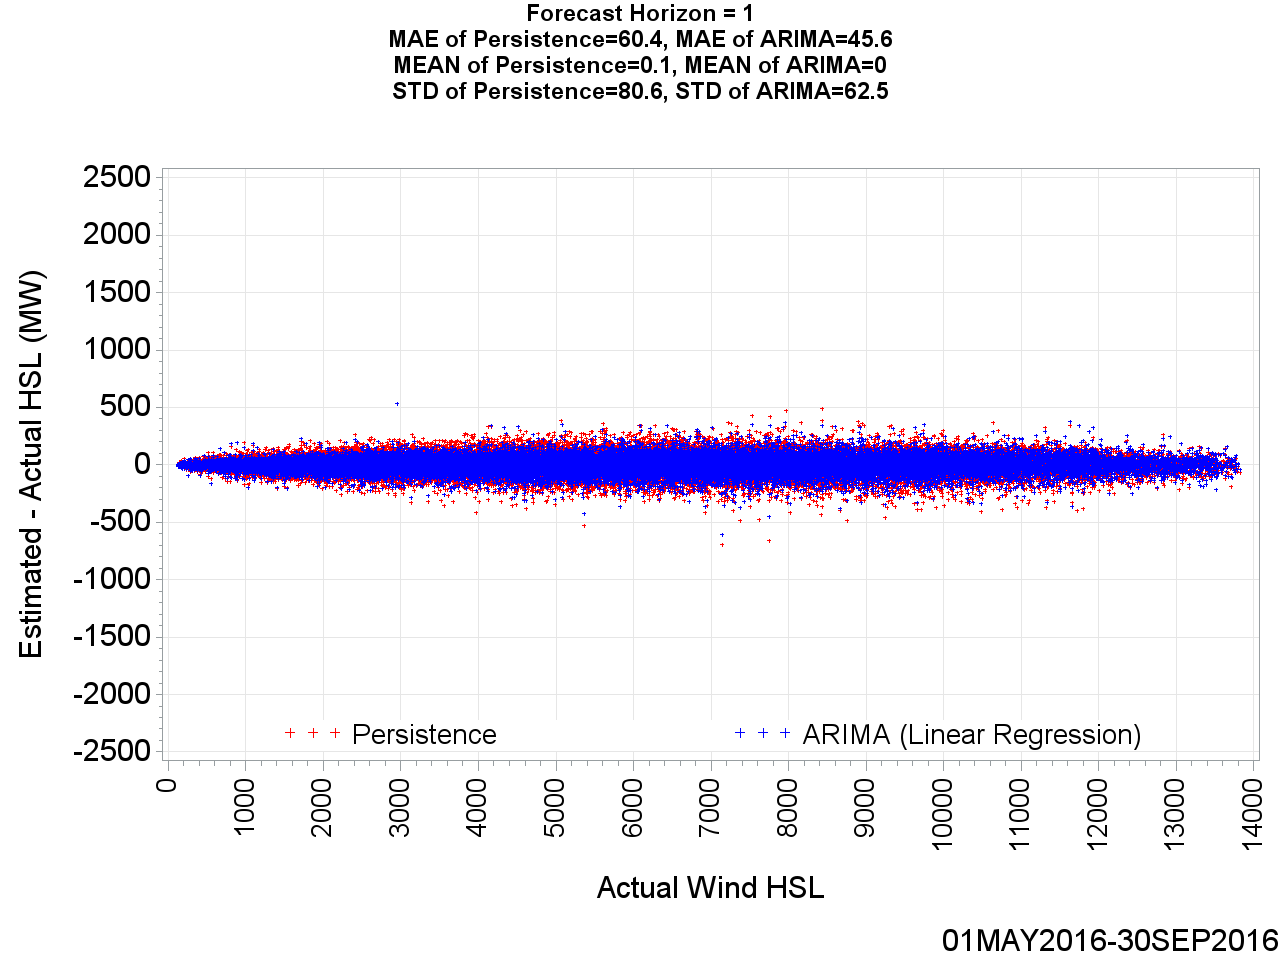 Forecast Horizon = 1
MAE of Persistence=60.4, MAE of ARIMA=45.6
MEAN of Persistence=0.1, MEAN of ARIMA=0
STD of Persistence=80.6, STD of ARIMA=62.5
Estimated - Actual HSL (MW)
2500
2000
1500
1000
500
0
-500
-1000
-1500
-2000
-2500
Persistence
ARIMA (Linear Regression)
0
1000
2000
3000
4000
5000
6000
7000
8000
9000
10000
11000
12000
13000
14000
Actual Wind HSL
01MAY2016-30SEP2016